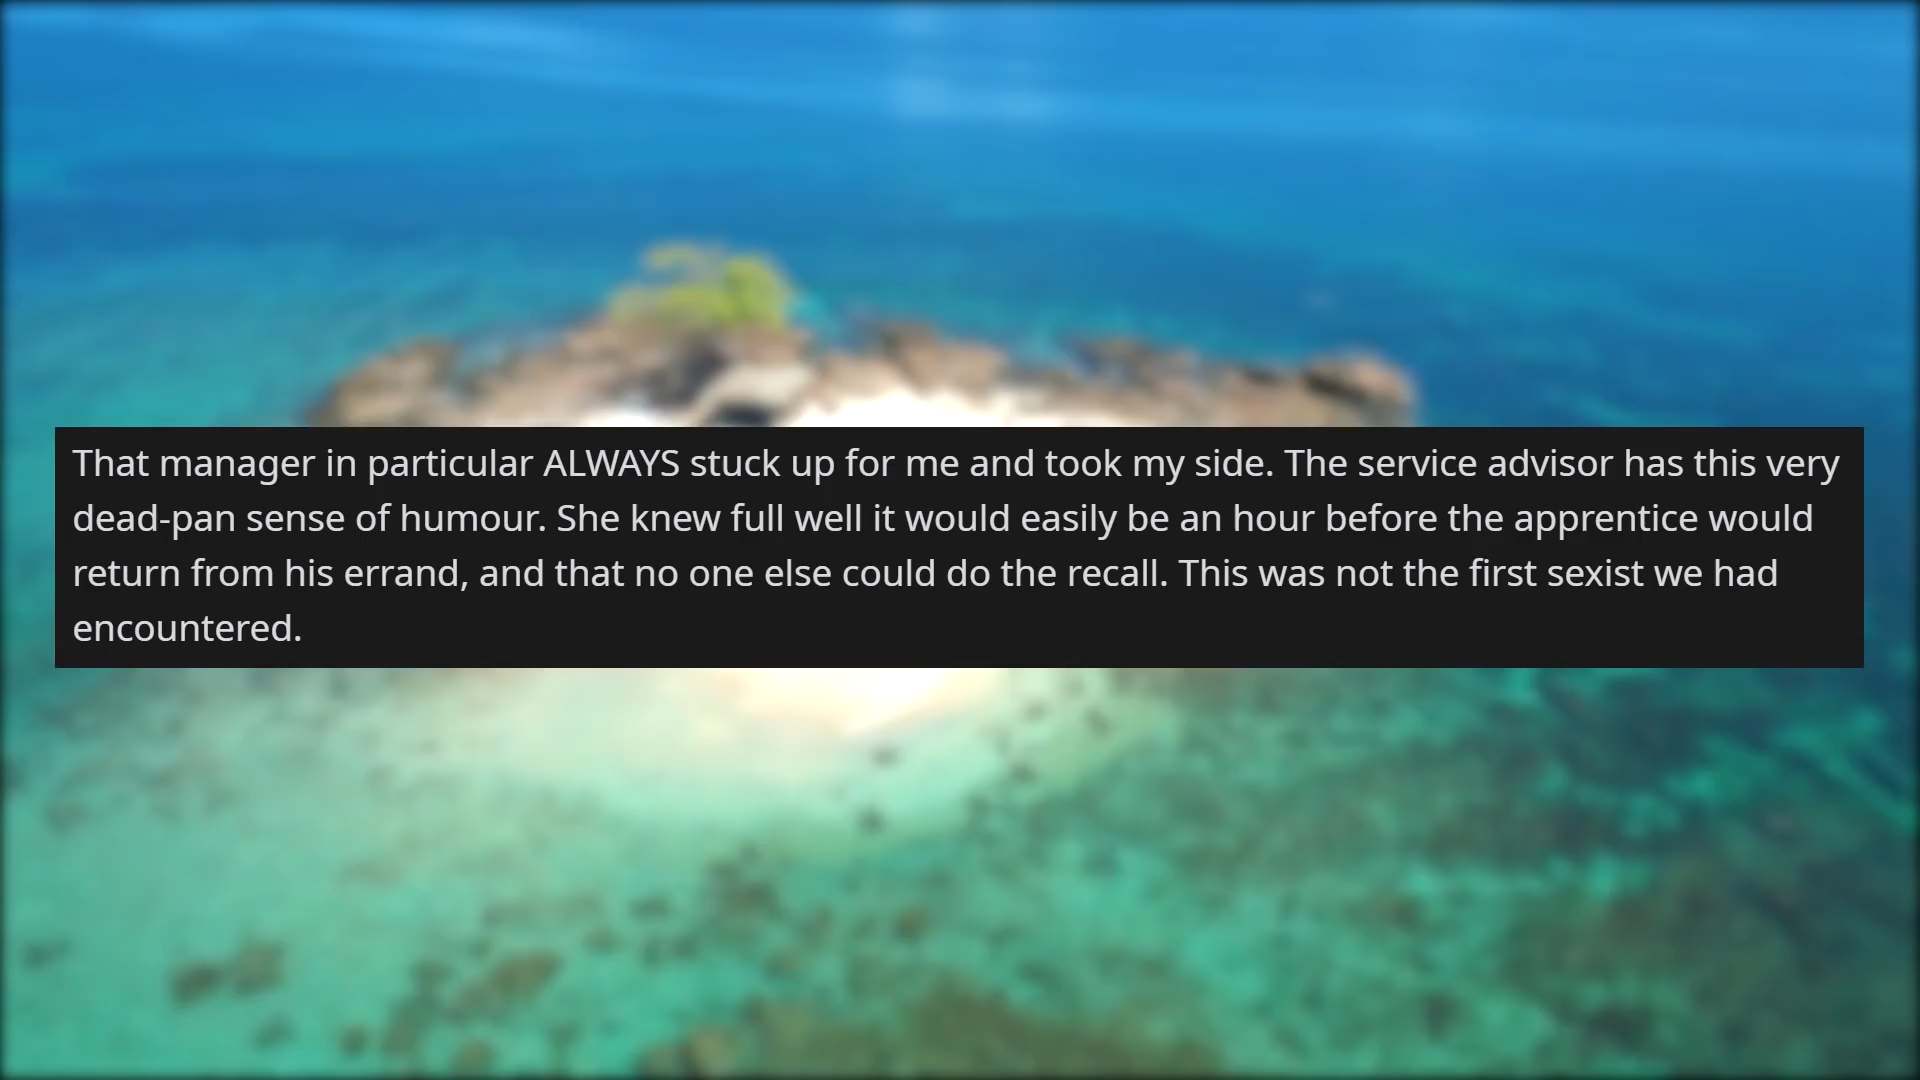 That manager in particular ALWAYS stuck up for me and took my side. The service advisor has this very
dead-pan sense of humour. She knew full well it would easily be an hour before the apprentice would
return from his errand, and that no one else could do the recall. This was not the first sexist we had
encountered.